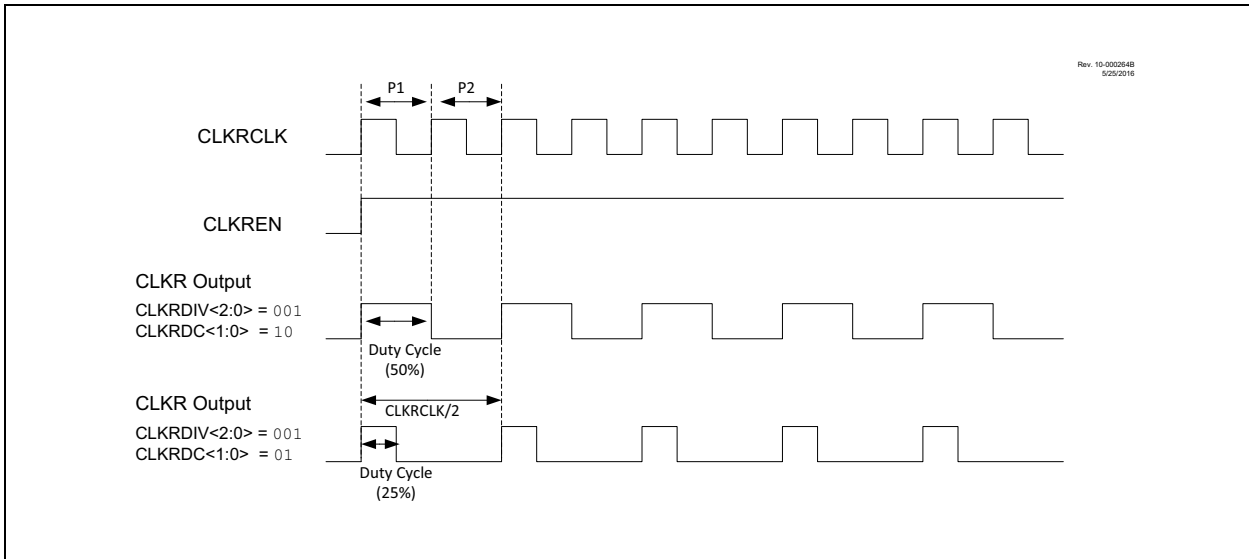 Rev. 10-000264B
5/25/2016
P1
P2
CLKRCLK
CLKREN
CLKR Output
CLKRDIV<2:0> = 001
CLKRDC<1:0> = 10
Duty Cycle
(50%)
CLKR Output
CLKRCLK/2
CLKRDIV<2:0> = 001
CLKRDC<1:0> = 01
Duty Cycle
(25%)